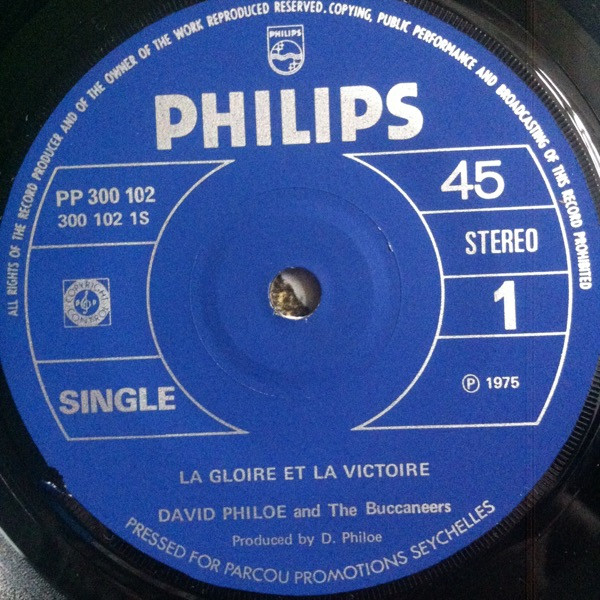 ALL RIGHTS OF THE RECORD PRODUCER AND OF THE OWNER OF THE WORK REPRODUCED RESERVED. COPYING, PUBLIC PERFORMANCE AND BROADCASTING OF THIS RECORD PROHIBITED
PHILIPS
PHILIPS
PP 300 102
300 102 1S
45
STEREO
COPYRIGHT
CONTROL
1
SINGLE
℗ 1975
LA GLOIRE ET LA VICTOIRE
DAVID PHILOE and The Buccaneers
Produced by D. Philoe
PRESSED FOR PARCOU PROMOTIONS SEYCHELLES